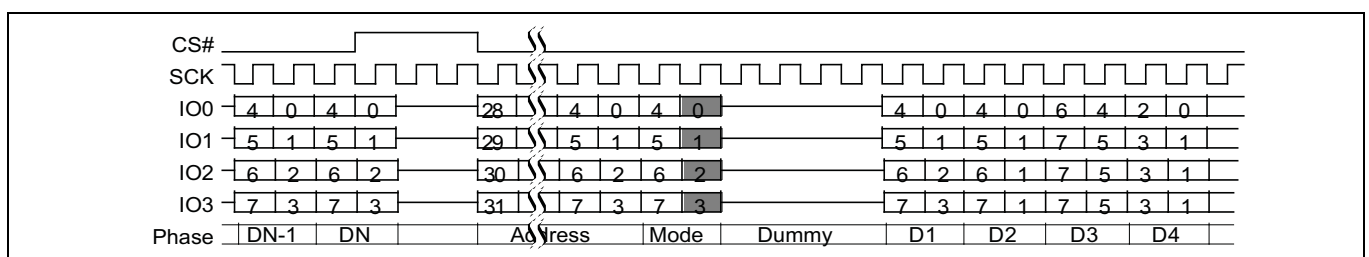 CS#
SCK
IO0 4 0 4 0 28 4 0 4 0 4 0 4 0 6 4 2 0
IO1 5 1 5 1 29 5 1 5 1 5 1 5 1 7 5 3 1
IO2 6 2 6 2 30 6 2 6 2 6 2 6 1 7 5 3 1
IO3 7 3 7 3 31 7 3 7 3 7 3 7 1 7 5 3 1
Phase DN-1 DN Address Mode Dummy D1 D2 D3 D4